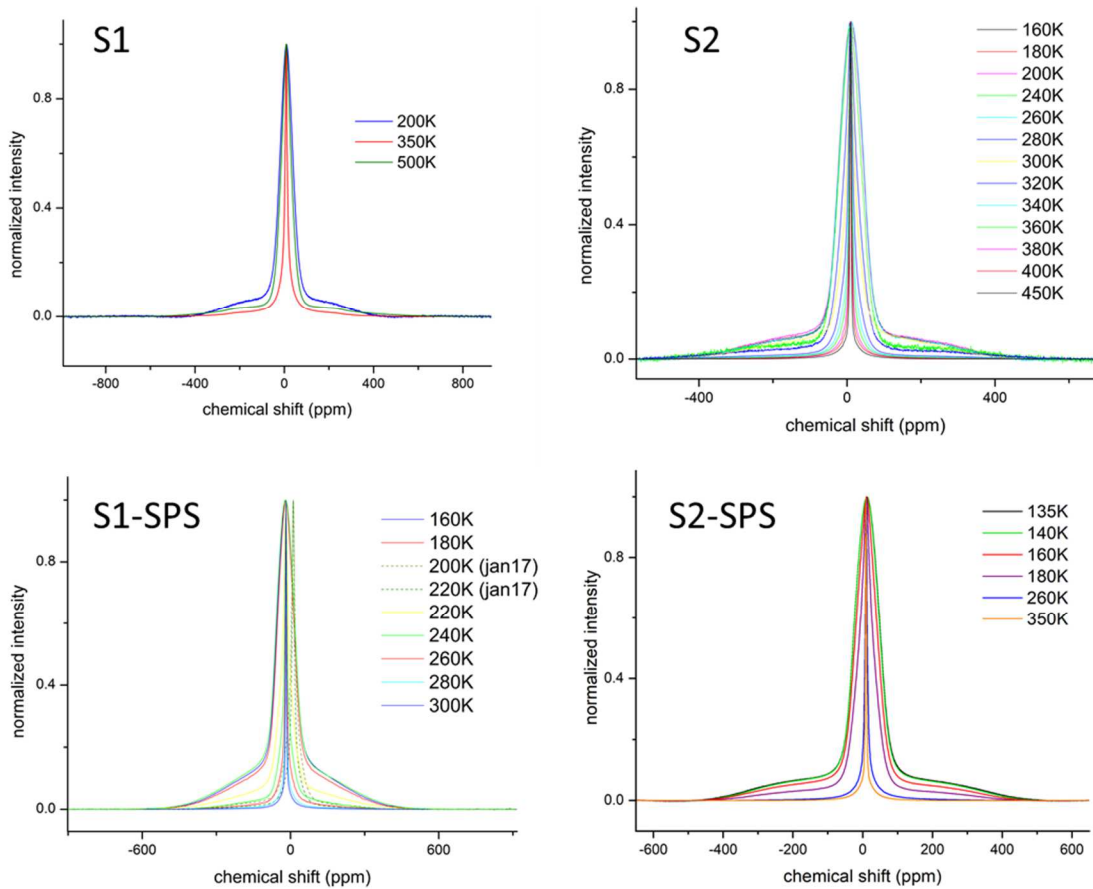 S1
0.8
0.4
0.0
normalized intensity
200K
350K
500K
-800
-400
0
400
800
chemical shift (ppm)
S2
0.8
0.4
0.0
normalized intensity
160K
180K
200K
240K
260K
280K
300K
320K
340K
360K
380K
400K
450K
-400
0
400
chemical shift (ppm)
S1-SPS
0.8
0.4
0.0
normalized intensity
160K
180K
200K (jan17)
220K (jan17)
220K
240K
260K
280K
300K
-600
0
600
chemical shift (ppm)
S2-SPS
0.8
0.4
0.0
normalized intensity
135K
140K
160K
180K
260K
350K
-600
-400
-200
0
200
400
600
chemical shift (ppm)